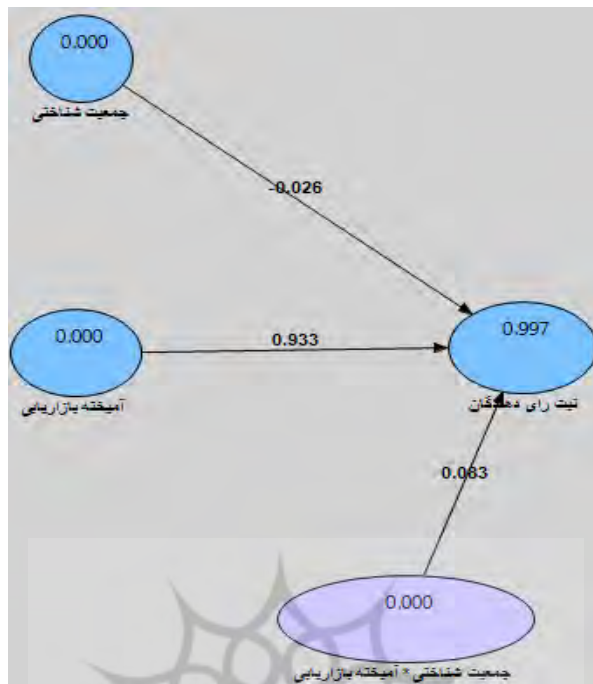 0.000
جمعیت شناختی
-0.026
0.000
0.933
0.997
آمیخته بازاریابی
نیت رای دهندگان
0.083
0.000
جمعیت شناختی * آمیخته بازاریابی